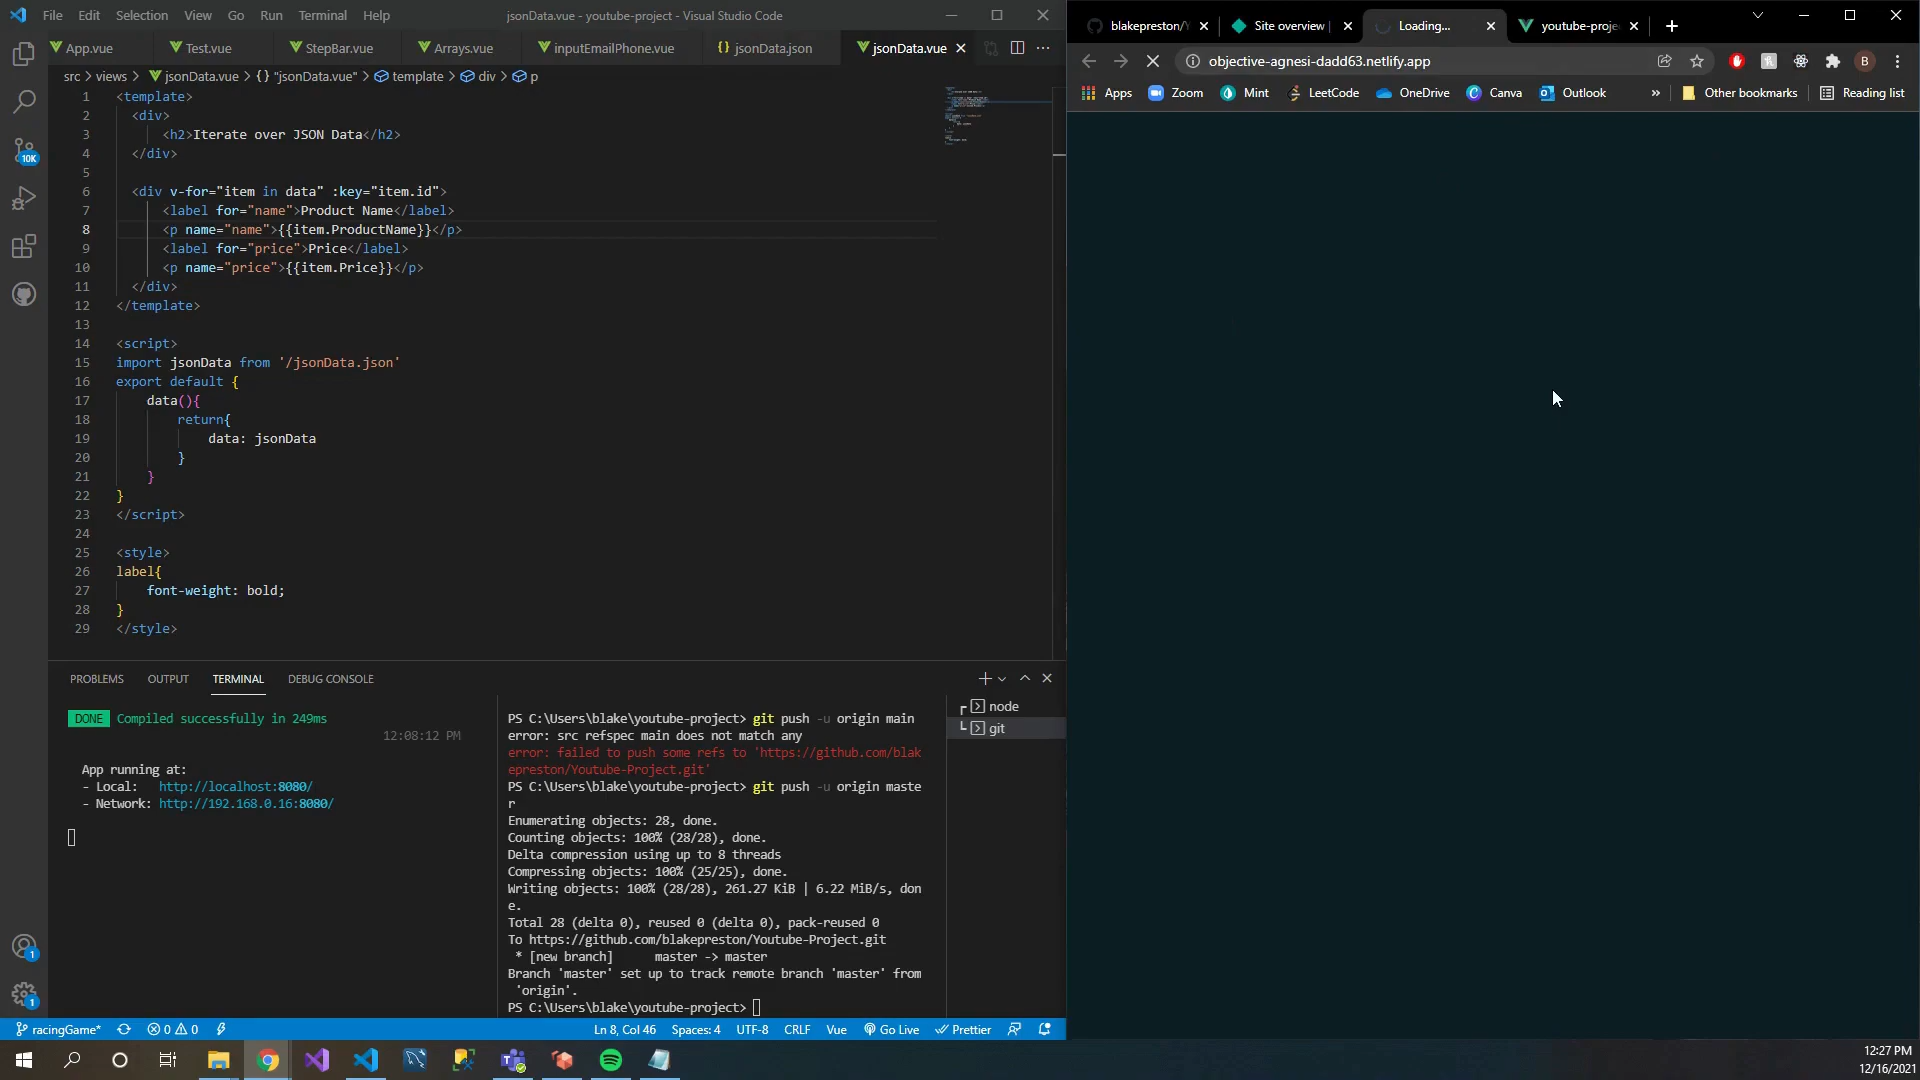 File Edit Selection View Go Run Terminal Help
jsonData.vue - youtube-project - Visual Studio Code
App.vue Test.vue StepBar.vue Arrays.vue inputEmailPhone.vue jsonData.json jsonData.vue
src > views > jsonData.vue > {} "jsonData.vue" > template > div > p
1 <template>
2 <div>
3 <h2>Iterate over JSON Data</h2>
4 </div>
5
6 <div v-for="item in data" :key="item.id">
7 <label for="name">Product Name</label>
8 <p name="name">{{item.ProductName}}</p>
9 <label for="price">Price</label>
10 <p name="price">{{item.Price}}</p>
11 </div>
12 </template>
13
14 <script>
15 import jsonData from '/jsonData.json'
16 export default {
17 data(){
18 return{
19 data: jsonData
20 }
21 }
22 }
23 </script>
24
25 <style>
26 label{
27 font-weight: bold;
28 }
29 </style>
10K
1
1
PROBLEMS OUTPUT TERMINAL DEBUG CONSOLE
DONE Compiled successfully in 249ms
12:08:12 PM
App running at:
- Local: http://localhost:8080/
- Network: http://192.168.0.16:8080/
PS C:\Users\blake\youtube-project> git push -u origin main
error: src refspec main does not match any
error: failed to push some refs to 'https://github.com/blak
epreston/Youtube-Project.git'
PS C:\Users\blake\youtube-project> git push -u origin maste
r
Enumerating objects: 28, done.
Counting objects: 100% (28/28), done.
Delta compression using up to 8 threads
Compressing objects: 100% (25/25), done.
Writing objects: 100% (28/28), 261.27 KiB | 6.22 MiB/s, don
e.
Total 28 (delta 0), reused 0 (delta 0), pack-reused 0
To https://github.com/blakepreston/Youtube-Project.git
* [new branch] master -> master
Branch 'master' set up to track remote branch 'master' from
'origin'.
PS C:\Users\blake\youtube-project>
node
git
racingGame* 0 0 Ln 8, Col 46 Spaces: 4 UTF-8 CRLF Vue Go Live Prettier
blakepreston/ Site overview Loading... youtube-proje
objective-agnesi-dadd63.netlify.app
B
Apps Zoom Mint LeetCode OneDrive Canva Outlook » Other bookmarks Reading list
12:27 PM
12/16/2021